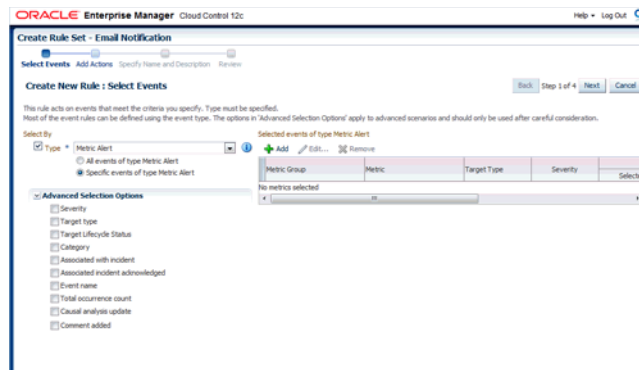 ORACLE Enterprise Manager Cloud Control 12c
Help Log Out
Create Rule Set - Email Notification
Select Events Add Actions Specify Name and Description Review
Create New Rule : Select Events
Back Step 1 of 4 Next Cancel
This rule acts on events that meet the criteria you specify. Type must be specified.
Most of the event rules can be defined using the event type. The options in 'Advanced Selection Options' apply to advanced scenarios and should only be used after careful consideration.
Select By
Selected events of type Metric Alert
Type * Metric Alert
Add Edit... Remove
All events of type Metric Alert
Specific events of type Metric Alert
Metric Group Metric Target Type Severity
Select
No metrics selected
Advanced Selection Options
Severity
Target type
Target Lifecycle Status
Category
Associated with incident
Associated incident acknowledged
Event name
Total occurrence count
Causal analysis update
Comment added